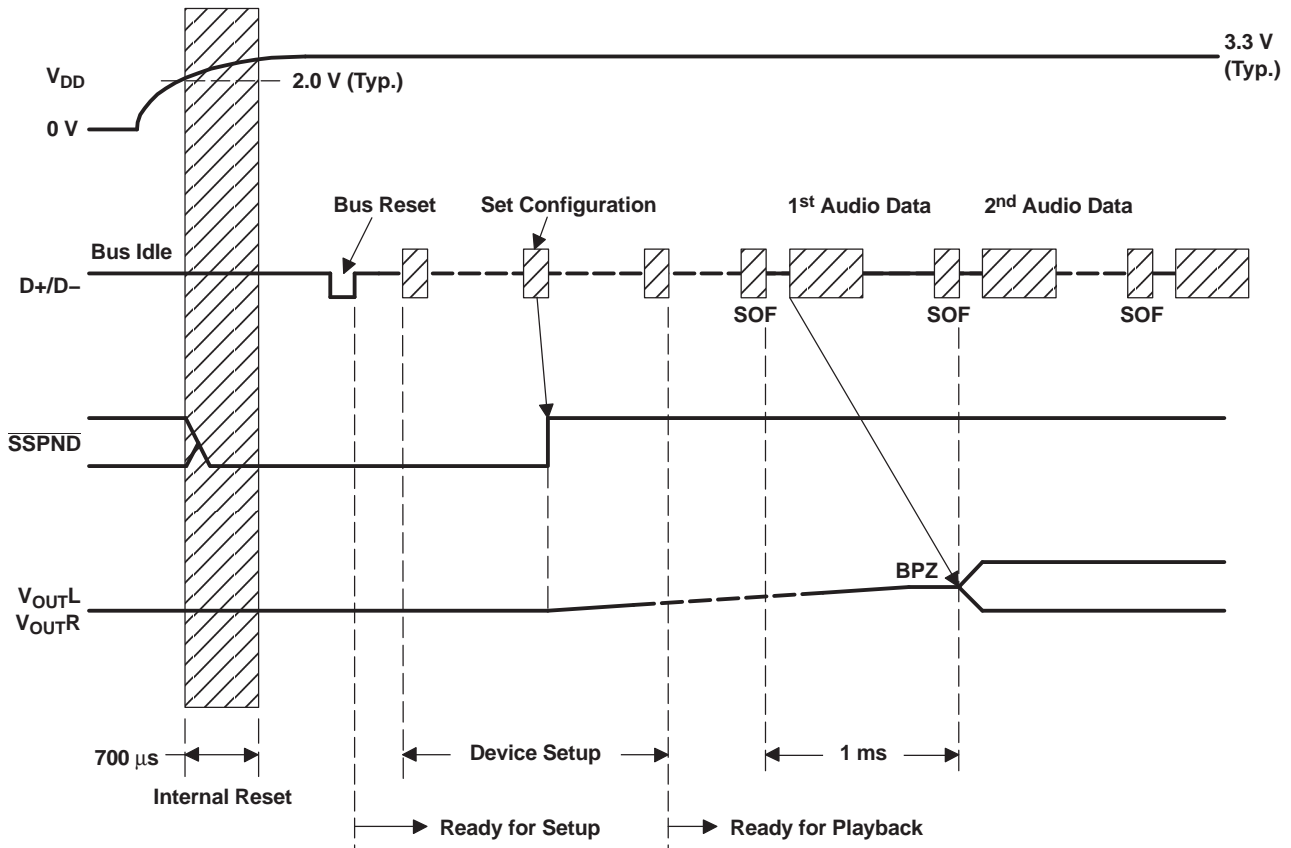 3.3 V
(Typ.)
VDD
2.0 V (Typ.)
0 V
Bus Reset
Set Configuration
1st Audio Data
2nd Audio Data
Bus Idle
D+/D–
SOF
SOF
SOF
SSPND
BPZ
VOUTL
VOUTR
700 μs
Device Setup
1 ms
Internal Reset
Ready for Setup
Ready for Playback